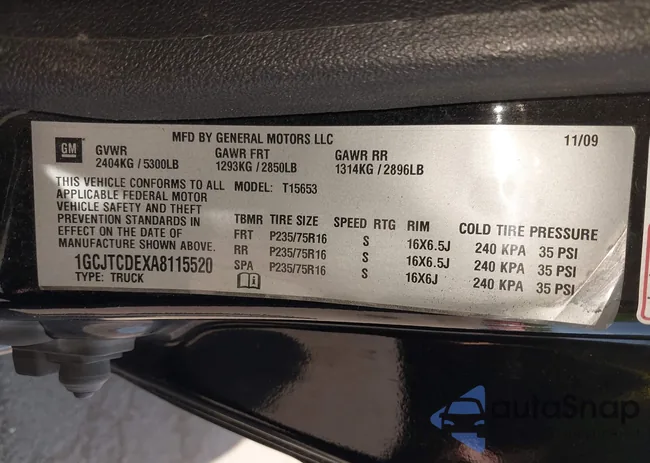 GM
MFD BY GENERAL MOTORS LLC 11/09
GVWR GAWR FRT GAWR RR
2404KG / 5300LB 1293KG / 2850LB 1314KG / 2896LB
THIS VEHICLE CONFORMS TO ALL MODEL: T15653
APPLICABLE FEDERAL MOTOR
VEHICLE SAFETY AND THEFT
PREVENTION STANDARDS IN
EFFECT ON THE DATE OF
MANUFACTURE SHOWN ABOVE.
1GCJTCDEXA8115520
TYPE: TRUCK
TBMR TIRE SIZE SPEED RTG RIM COLD TIRE PRESSURE
FRT P235/75R16 S 16X6.5J 240 KPA 35 PSI
RR P235/75R16 S 16X6.5J 240 KPA 35 PSI
SPA P235/75R16 S 16X6J 240 KPA 35 PSI
autoSnap